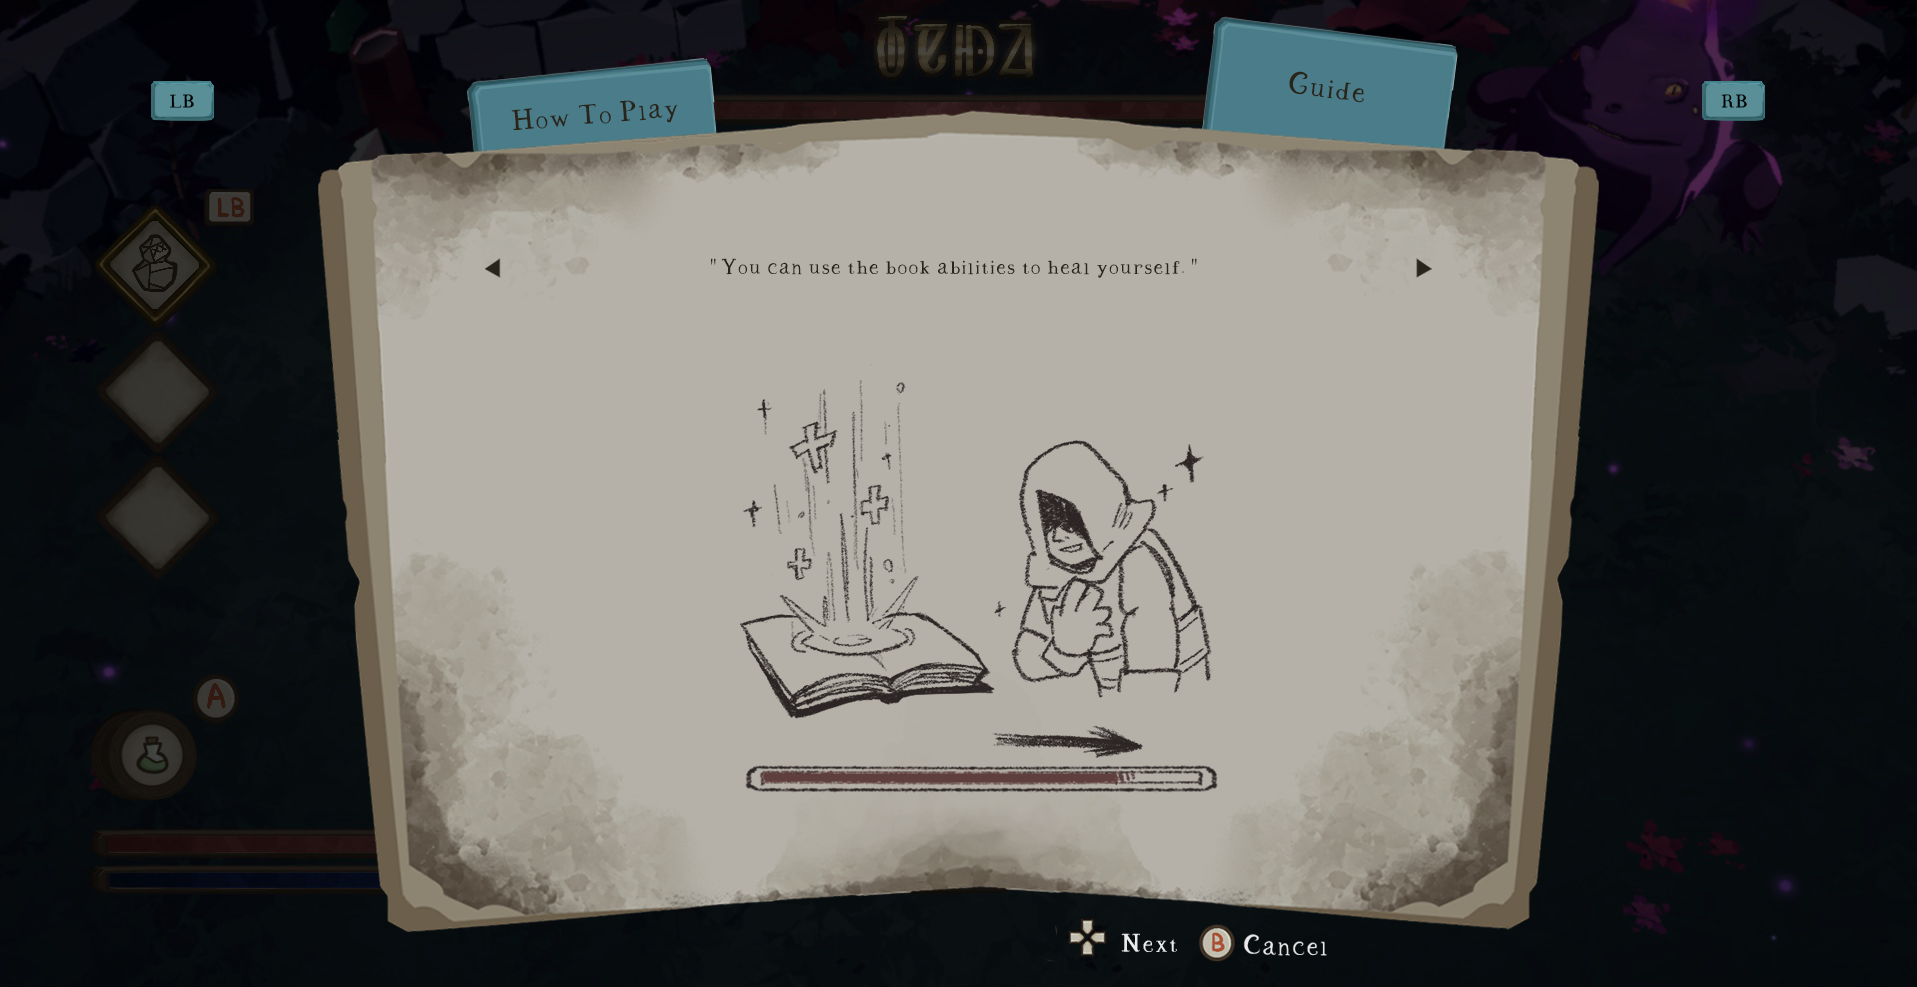 How To Play
Guide
LB
RB
LB
"You can use the book abilities to heal yourself."
A
Next
B Cancel